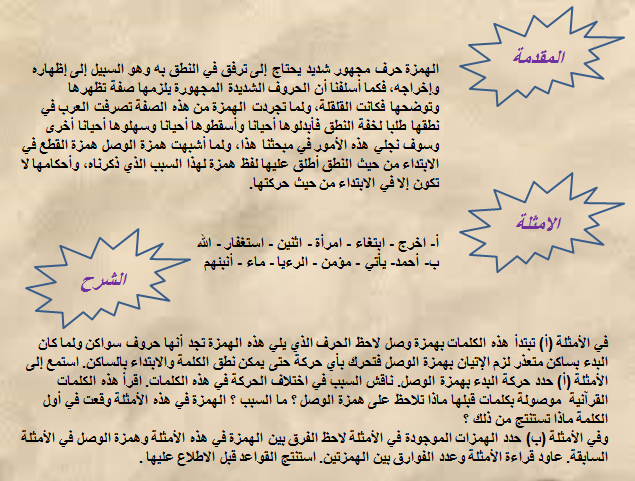 المقدمة
الهمزة حرف مجهور شديد يحتاج إلى ترفق في النطق به وهو السبيل إلى إظهاره
وإخراجه، فكما أسلفنا أن الحروف الشديدة المجهورة يلزمها صفة تظهرها
وتوضحها فكانت القلقلة، ولما تجردت الهمزة من هذه الصفة تصرفت العرب في
نطقها طلبا لخفة النطق فأبدلوها أحيانا وأسقطوها أحيانا وسهلوها أحيانا أخرى
وسوف نجلي هذه الأمور في مبحثنا هذا، ولما أشبهت همزة الوصل همزة القطع في
الابتداء من حيث النطق أطلق عليها لفظ همزة لهذا السبب الذي ذكرناه، وأحكامها لا
تكون إلا في الابتداء من حيث حركتها.
الامثلة
أ- اخرج - ابتغاء - امرأة - اثنين - استغفار - الله
ب- أحمد- يأتي - مؤمن - الرءيا - ماء - أنبئهم
الشرح
في الأمثلة (أ) تبتدأ هذه الكلمات بهمزة وصل لاحظ الحرف الذي يلي هذه الهمزة تجد أنها حروف سواكن ولما كان
البدء بساكن متعذر لزم الإتيان بهمزة الوصل فتحرك بأي حركة حتى يمكن نطق الكلمة والابتداء بالساكن. استمع إلى
الأمثلة (أ) حدد حركة البدء بهمزة الوصل. ناقش السبب في اختلاف الحركة في هذه الكلمات. اقرأ هذه الكلمات
القرآنية موصولة بكلمات قبلها ماذا تلاحظ على همزة الوصل ؟ ما السبب ؟ الهمزة في هذه الأمثلة وقعت في أول
الكلمة ماذا تستنتج من ذلك ؟
وفي الأمثلة (ب) حدد الهمزات الموجودة في الأمثلة لاحظ الفرق بين الهمزة في هذه الأمثلة وهمزة الوصل في الأمثلة
السابقة. عاود قراءة الأمثلة وعدد الفوارق بين الهمزتين. استنتج القواعد قبل الاطلاع عليها .